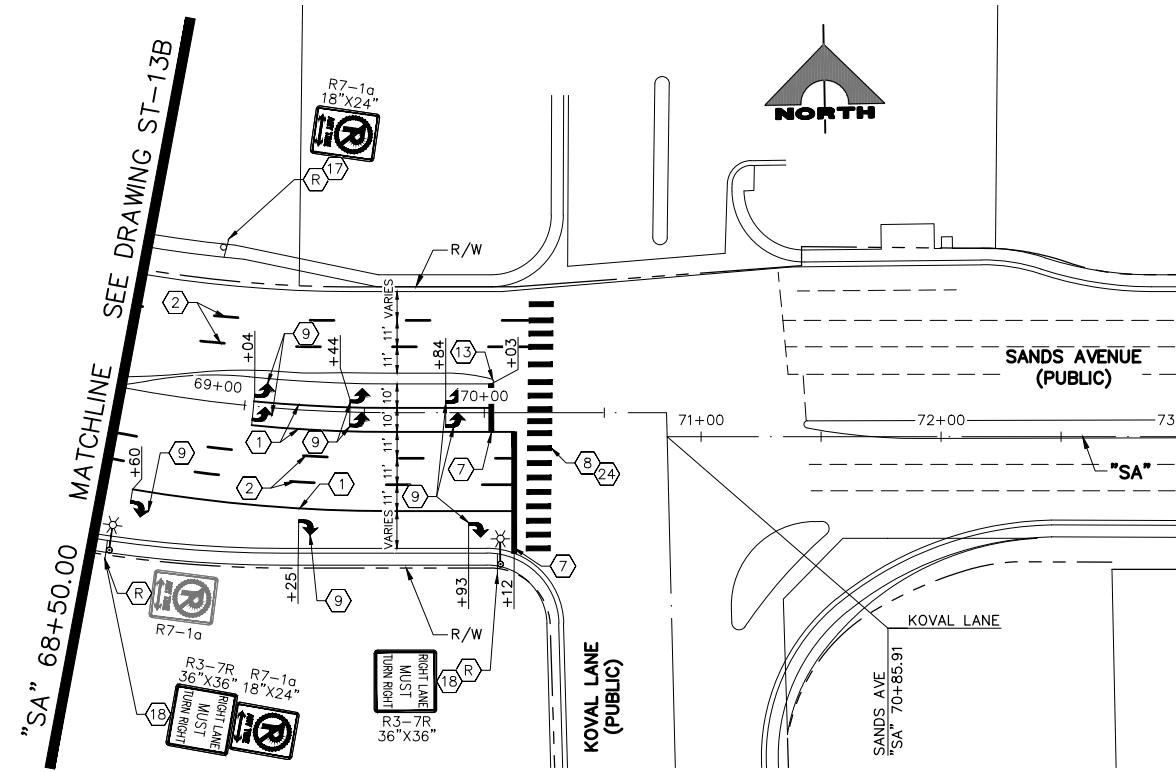 "SA" 68+50.00 MATCHLINE SEE DRAWING ST-13B
R7-1a
18"X24"
R
ANY TIME
R
17
NORTH
R/W
2
VARIES
11'
11'
10'
10'
11'
11'
11'
VARIES
+04
9
+44
+84
13
+03
69+00
70+00
71+00
72+00
73
SANDS AVENUE
(PUBLIC)
"SA"
1
9
7
8
24
+60
9
2
1
9
+25
9
+93
+12
7
R
R7-1a
R/W
R3-7R
36"X36"
R7-1a
18"X24"
18
RIGHT LANE
MUST
TURN RIGHT
R
ANY TIME
RIGHT LANE
MUST
TURN RIGHT
18
R
R3-7R
36"X36"
KOVAL LANE
(PUBLIC)
KOVAL LANE
SANDS AVE
"SA" 70+85.91